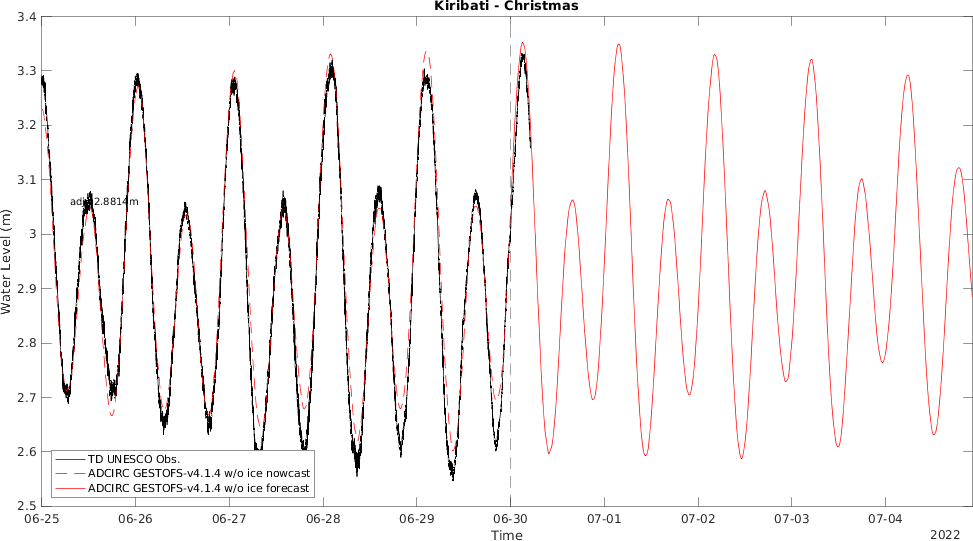 Kiribati - Christmas
3.4
3.3
3.2
3.1
3
2.9
2.8
2.7
2.6
2.5
Water Level (m)
2.8814m
TD UNESCO Obs.
ADCIRC GESTOFS-v4.1.4 w/o ice nowcast
ADCIRC GESTOFS-v4.1.4 w/o ice forecast
06-25 06-26 06-27 06-28 06-29 06-30 07-01 07-02 07-03 07-04
Time
2022